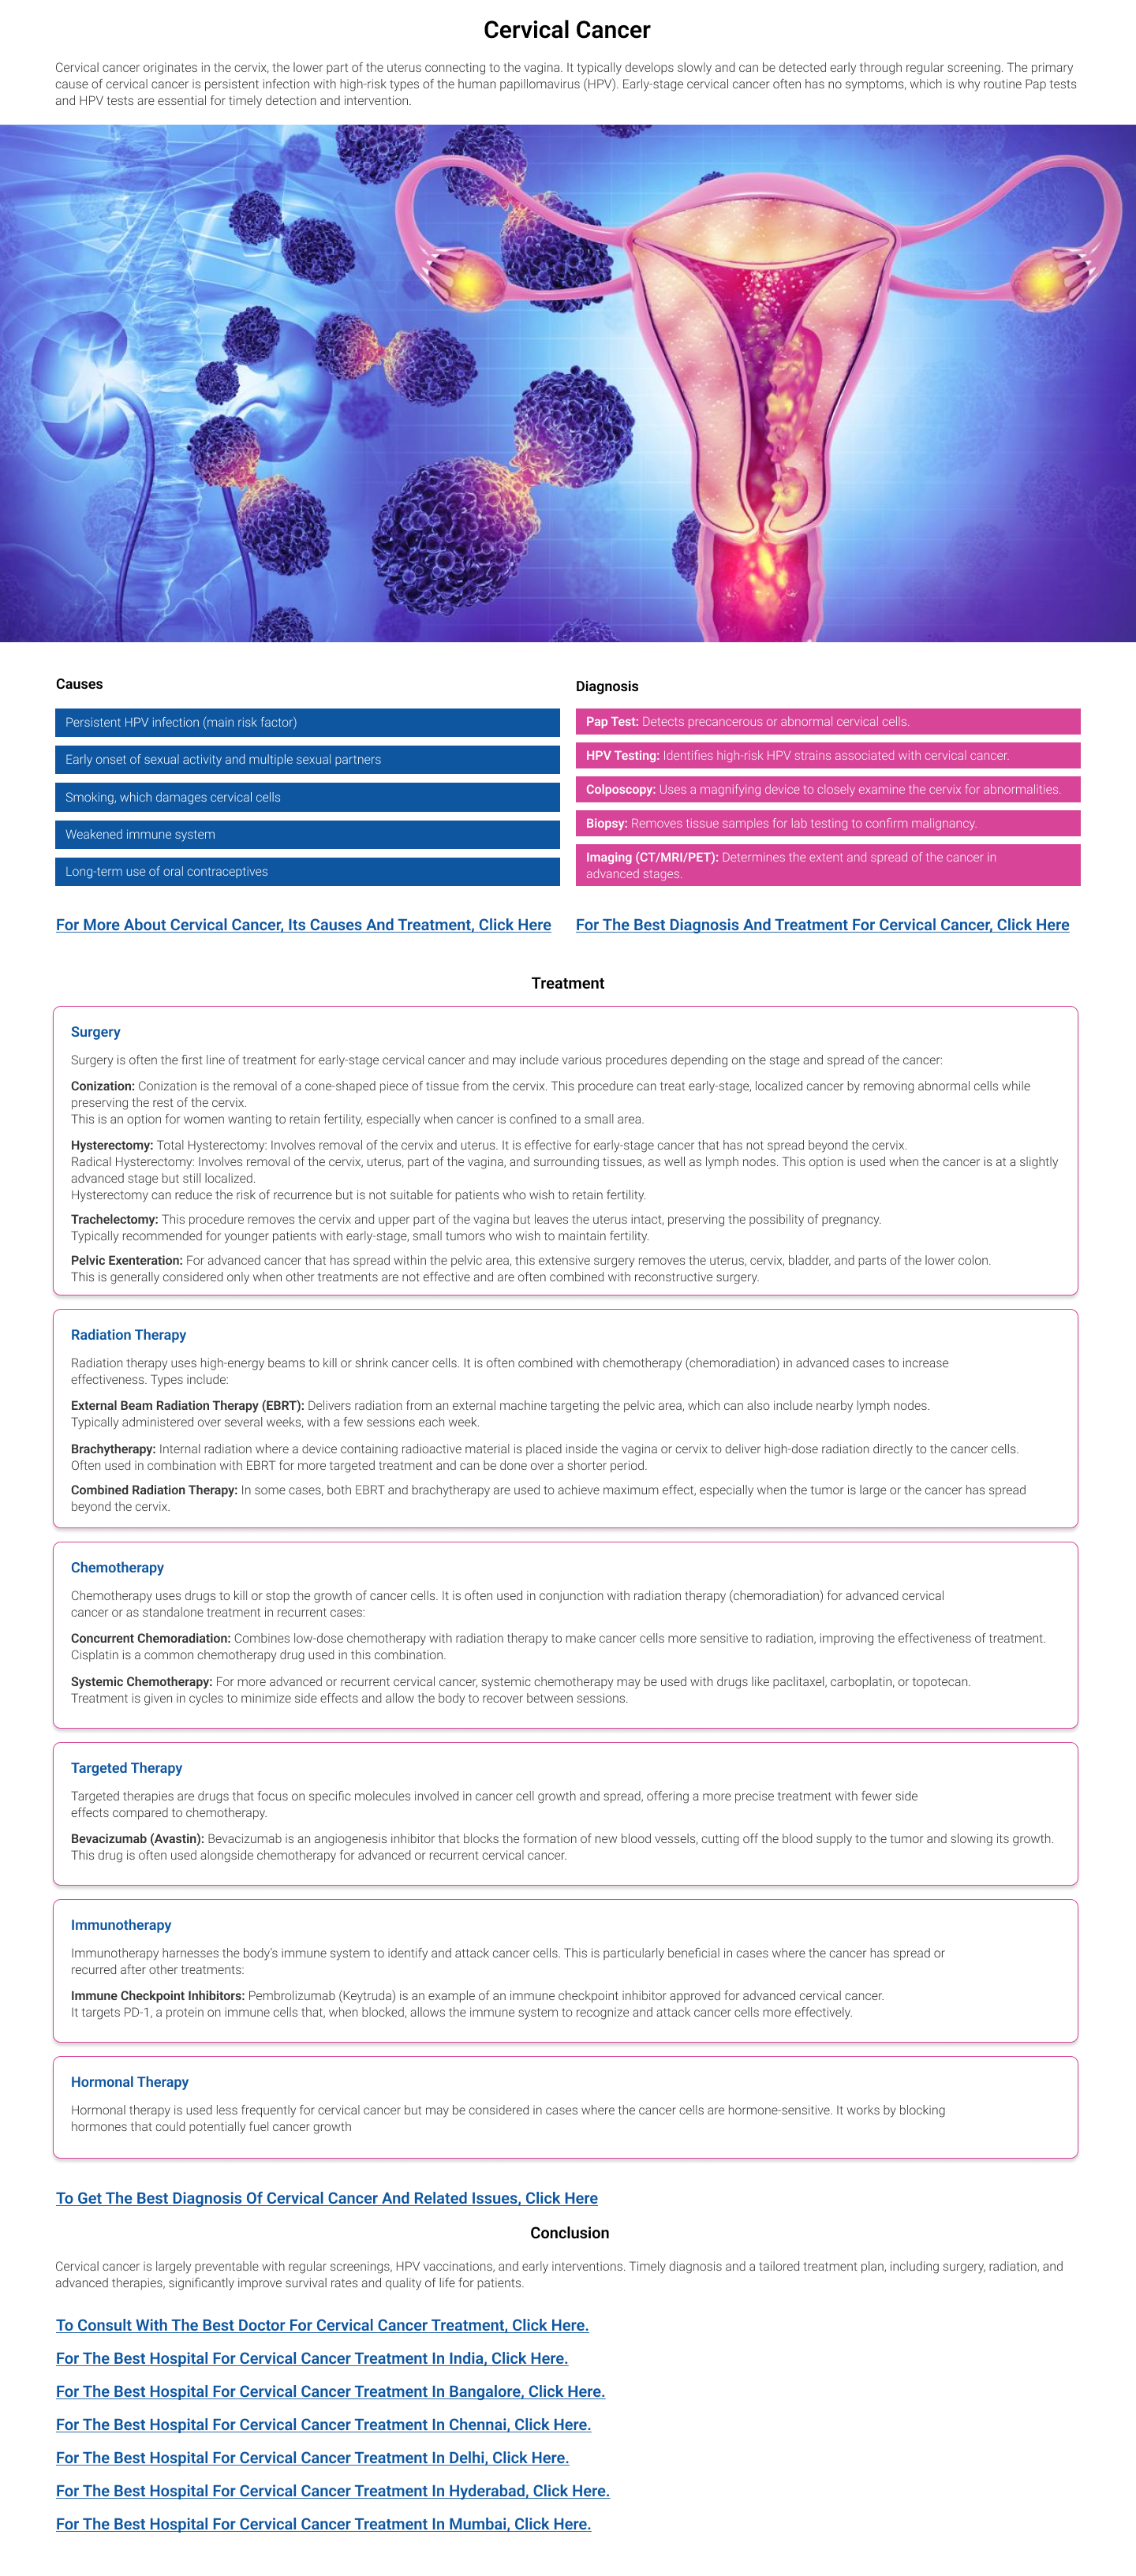 Cervical Cancer
Cervical cancer originates in the cervix, the lower part of the uterus connecting to the vagina. It typically develops slowly and can be detected early through regular screening. The primary
cause of cervical cancer is persistent infection with high-risk types of the human papillomavirus (HPV). Early-stage cervical cancer often has no symptoms, which is why routine Pap tests
and HPV tests are essential for timely detection and intervention.
Causes
Persistent HPV infection (main risk factor)
Early onset of sexual activity and multiple sexual partners
Smoking, which damages cervical cells
Weakened immune system
Long-term use of oral contraceptives
For More About Cervical Cancer, Its Causes And Treatment, Click Here
Diagnosis
Pap Test: Detects precancerous or abnormal cervical cells.
HPV Testing: Identifies high-risk HPV strains associated with cervical cancer.
Colposcopy: Uses a magnifying device to closely examine the cervix for abnormalities.
Biopsy: Removes tissue samples for lab testing to confirm malignancy.
Imaging (CT/MRI/PET): Determines the extent and spread of the cancer in
advanced stages.
For The Best Diagnosis And Treatment For Cervical Cancer, Click Here
Treatment
Surgery
Surgery is often the first line of treatment for early-stage cervical cancer and may include various procedures depending on the stage and spread of the cancer:
Conization: Conization is the removal of a cone-shaped piece of tissue from the cervix. This procedure can treat early-stage, localized cancer by removing abnormal cells while
preserving the rest of the cervix.
This is an option for women wanting to retain fertility, especially when cancer is confined to a small area.
Hysterectomy: Total Hysterectomy: Involves removal of the cervix and uterus. It is effective for early-stage cancer that has not spread beyond the cervix.
Radical Hysterectomy: Involves removal of the cervix, uterus, part of the vagina, and surrounding tissues, as well as lymph nodes. This option is used when the cancer is at a slightly
advanced stage but still localized.
Hysterectomy can reduce the risk of recurrence but is not suitable for patients who wish to retain fertility.
Trachelectomy: This procedure removes the cervix and upper part of the vagina but leaves the uterus intact, preserving the possibility of pregnancy.
Typically recommended for younger patients with early-stage, small tumors who wish to maintain fertility.
Pelvic Exenteration: For advanced cancer that has spread within the pelvic area, this extensive surgery removes the uterus, cervix, bladder, and parts of the lower colon.
This is generally considered only when other treatments are not effective and are often combined with reconstructive surgery.
Radiation Therapy
Radiation therapy uses high-energy beams to kill or shrink cancer cells. It is often combined with chemotherapy (chemoradiation) in advanced cases to increase
effectiveness. Types include:
External Beam Radiation Therapy (EBRT): Delivers radiation from an external machine targeting the pelvic area, which can also include nearby lymph nodes.
Typically administered over several weeks, with a few sessions each week.
Brachytherapy: Internal radiation where a device containing radioactive material is placed inside the vagina or cervix to deliver high-dose radiation directly to the cancer cells.
Often used in combination with EBRT for more targeted treatment and can be done over a shorter period.
Combined Radiation Therapy: In some cases, both EBRT and brachytherapy are used to achieve maximum effect, especially when the tumor is large or the cancer has spread
beyond the cervix.
Chemotherapy
Chemotherapy uses drugs to kill or stop the growth of cancer cells. It is often used in conjunction with radiation therapy (chemoradiation) for advanced cervical
cancer or as standalone treatment in recurrent cases:
Concurrent Chemoradiation: Combines low-dose chemotherapy with radiation therapy to make cancer cells more sensitive to radiation, improving the effectiveness of treatment.
Cisplatin is a common chemotherapy drug used in this combination.
Systemic Chemotherapy: For more advanced or recurrent cervical cancer, systemic chemotherapy may be used with drugs like paclitaxel, carboplatin, or topotecan.
Treatment is given in cycles to minimize side effects and allow the body to recover between sessions.
Targeted Therapy
Targeted therapies are drugs that focus on specific molecules involved in cancer cell growth and spread, offering a more precise treatment with fewer side
effects compared to chemotherapy.
Bevacizumab (Avastin): Bevacizumab is an angiogenesis inhibitor that blocks the formation of new blood vessels, cutting off the blood supply to the tumor and slowing its growth.
This drug is often used alongside chemotherapy for advanced or recurrent cervical cancer.
Immunotherapy
Immunotherapy harnesses the body's immune system to identify and attack cancer cells. This is particularly beneficial in cases where the cancer has spread or
recurred after other treatments:
Immune Checkpoint Inhibitors: Pembrolizumab (Keytruda) is an example of an immune checkpoint inhibitor approved for advanced cervical cancer.
It targets PD-1, a protein on immune cells that, when blocked, allows the immune system to recognize and attack cancer cells more effectively.
Hormonal Therapy
Hormonal therapy is used less frequently for cervical cancer but may be considered in cases where the cancer cells are hormone-sensitive. It works by blocking
hormones that could potentially fuel cancer growth
To Get The Best Diagnosis Of Cervical Cancer And Related Issues, Click Here
Conclusion
Cervical cancer is largely preventable with regular screenings, HPV vaccinations, and early interventions. Timely diagnosis and a tailored treatment plan, including surgery, radiation, and
advanced therapies, significantly improve survival rates and quality of life for patients.
To Consult With The Best Doctor For Cervical Cancer Treatment, Click Here.
For The Best Hospital For Cervical Cancer Treatment In India, Click Here.
For The Best Hospital For Cervical Cancer Treatment In Bangalore, Click Here.
For The Best Hospital For Cervical Cancer Treatment In Chennai, Click Here.
For The Best Hospital For Cervical Cancer Treatment In Delhi, Click Here.
For The Best Hospital For Cervical Cancer Treatment In Hyderabad, Click Here.
For The Best Hospital For Cervical Cancer Treatment In Mumbai, Click Here.